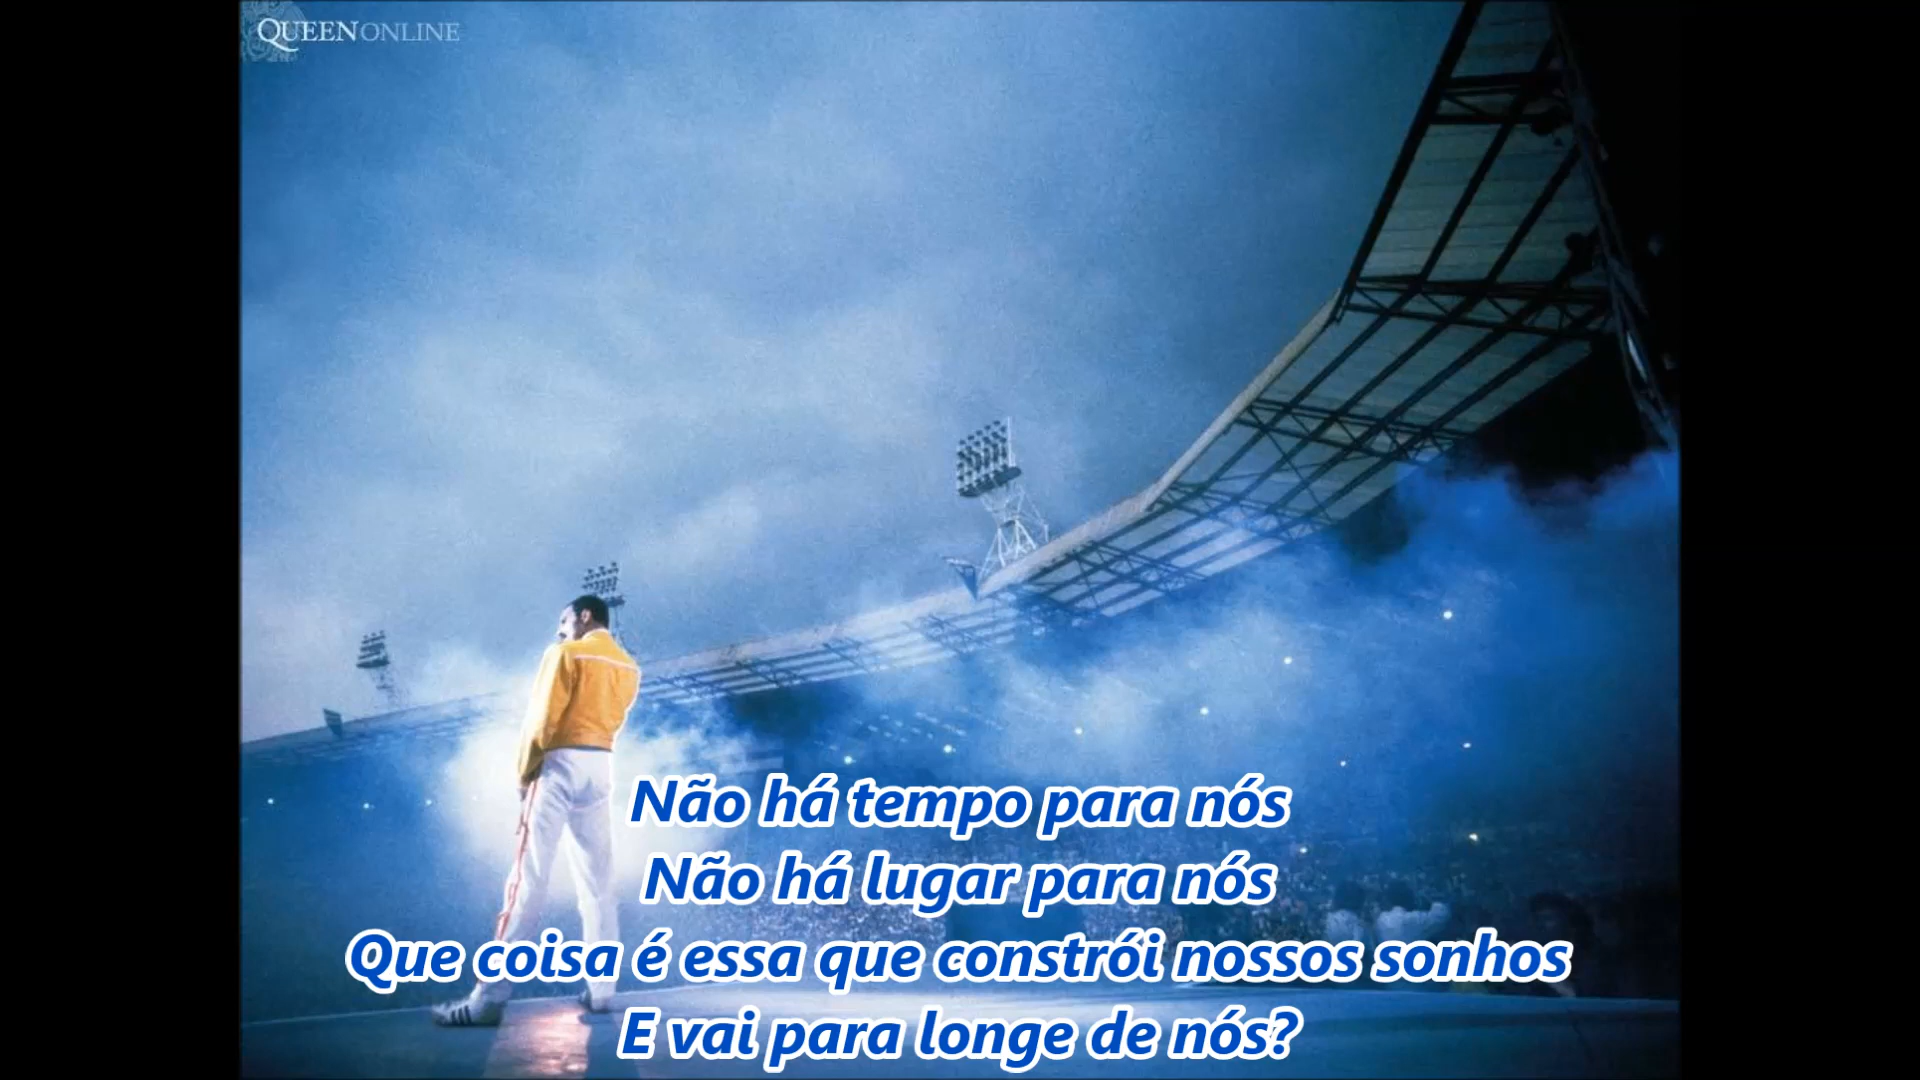 QUEENONLINE
Não há tempo para nós
Não há lugar para nós
Que coisa é essa que constrói nossos sonhos
E vai para longe de nós?